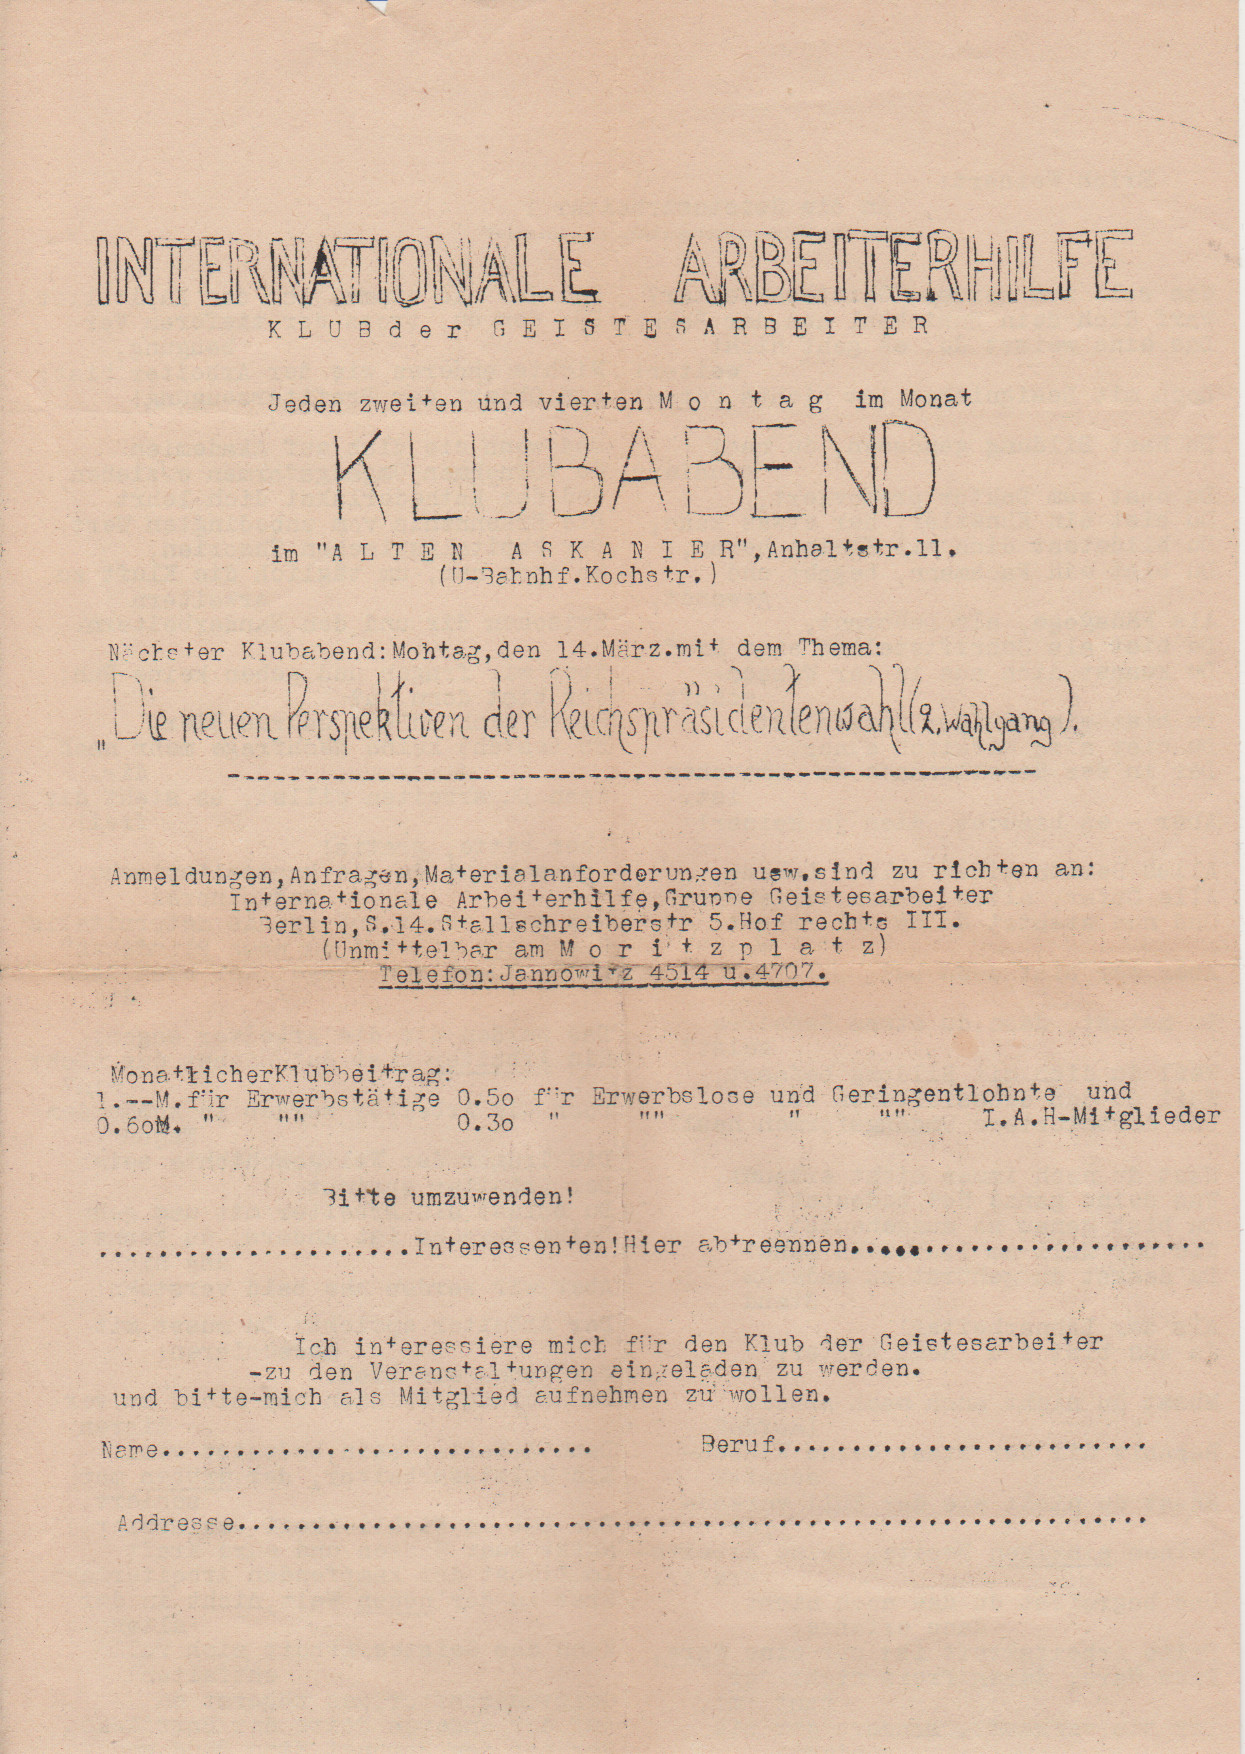 INTERNATIONALE ARBEITERHILFE
KLUBder GEISTESARBEITER
Jeden zweiten und vierten Montag im Monat
KLUBABEND
im "ALTEN ASKANIER",Anhaltstr.11.
(U-Bahnhf.Kochstr.)
Nächster Klubabend:Montag,den 14.März.mit dem Thema:
„Die neuen Perspektiven der Reichspräsidentenwahl(2.Wahlgang).
Anmeldungen,Anfragen,Materialanforderungen usw.sind zu richten an:
Internationale Arbeiterhilfe,Gruppe Geistesarbeiter
Berlin,S.14.Stallschreiberstr 5.Hof rechts III.
(Unmittelbar am Moritzplatz)
Telefon:Jannowitz 4514 u.4707.
MonatlicherKlubbeitrag:
1.--M.für Erwerbstätige 0.50 für Erwerbslose und Geringentlohnte und
0.60M. " "" 0.30 " "" " "" I.A.H-Mitglieder
Bitte umzuwenden!
.....................Interessenten!Hier abtreennen........................
Ich interessiere mich für den Klub der Geistesarbeiter
-zu den Veranstaltungen eingeladen zu werden.
und bitte-mich als Mitglied aufnehmen zu wollen.
Name............................. Beruf.........................
Addresse.............................................................